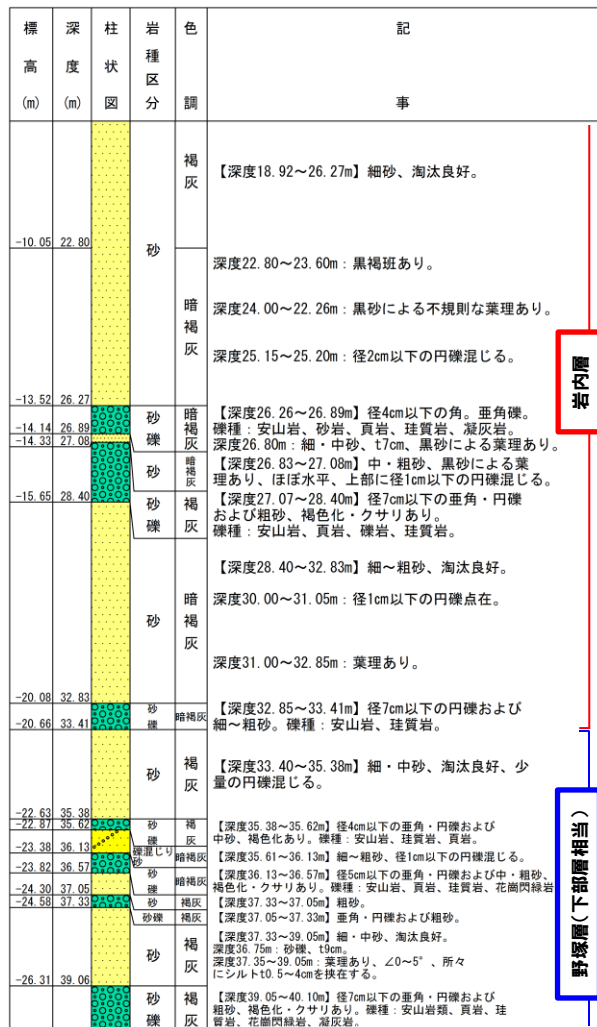 標高(m) 深度(m) 柱状図 岩種区分 色調 記事
褐灰
【深度18.92～26.27m】細砂、淘汰良好。
-10.05 22.80
砂
深度22.80～23.60m：黒褐班あり。
暗褐灰
深度24.00～22.26m：黒砂による不規則な葉理あり。
深度25.15～25.20m：径2cm以下の円礫混じる。
-13.52 26.27
岩内層
砂礫 暗褐灰
【深度26.26～26.89m】径4cm以下の角。亜角礫。
礫種：安山岩、砂岩、頁岩、珪質岩、凝灰岩。
-14.14 26.89
深度26.80m：細・中砂、t7cm、黒砂による葉理あり。
-14.33 27.08
砂 暗褐灰
【深度26.83～27.08m】中・粗砂、黒砂による葉
理あり、ほぼ水平、上部に径1cm以下の円礫混じる。
-15.65 28.40
砂礫 褐灰
【深度27.07～28.40m】径7cm以下の亜角・円礫
および粗砂、褐色化・クサリあり。
礫種：安山岩、頁岩、礫岩、珪質岩。
【深度28.40～32.83m】細～粗砂、淘汰良好。
砂 暗褐灰
深度30.00～31.05m：径1cm以下の円礫点在。
深度31.00～32.85m：葉理あり。
-20.08 32.83
砂礫 暗褐灰
【深度32.85～33.41m】径7cm以下の円礫および
細～粗砂。礫種：安山岩、珪質岩。
-20.66 33.41
砂 褐灰
【深度33.40～35.38m】細・中砂、淘汰良好、少
量の円礫混じる。
-22.63 35.38
-22.87 35.62
砂礫 褐灰
【深度35.38～35.62m】径4cm以下の亜角・円礫および
中砂、褐色化あり。礫種：安山岩、珪質岩、頁岩。
-23.38 36.13
礫混じり砂 暗褐灰
【深度35.61～36.13m】細～粗砂、径1cm以下の円礫混じる。
-23.82 36.57
砂礫 暗褐灰
【深度36.13～36.57m】径5cm以下の亜角・円礫および中・粗砂、
褐色化・クサリあり。礫種：安山岩、頁岩、珪質岩、花崗閃緑岩
-24.30 37.05
砂 褐灰
【深度37.33～37.05m】粗砂。
-24.58 37.33
砂礫 褐灰
【深度37.05～37.33m】亜角・円礫および粗砂。
砂 褐灰
【深度37.33～39.05m】細・中砂、淘汰良好。
深度36.75m：砂礫、t9cm。
深度37.35～39.05m：葉理あり、∠0～5°、所々
にシルトt0.5～4cmを挟在する。
-26.31 39.06
野塚層(下部層相当)
砂礫 褐灰
【深度39.05～40.10m】径7cm以下の亜角・円礫および
粗砂、褐色化・クサリあり。礫種：安山岩類、頁岩、珪
質岩、花崗閃緑岩、凝灰岩。